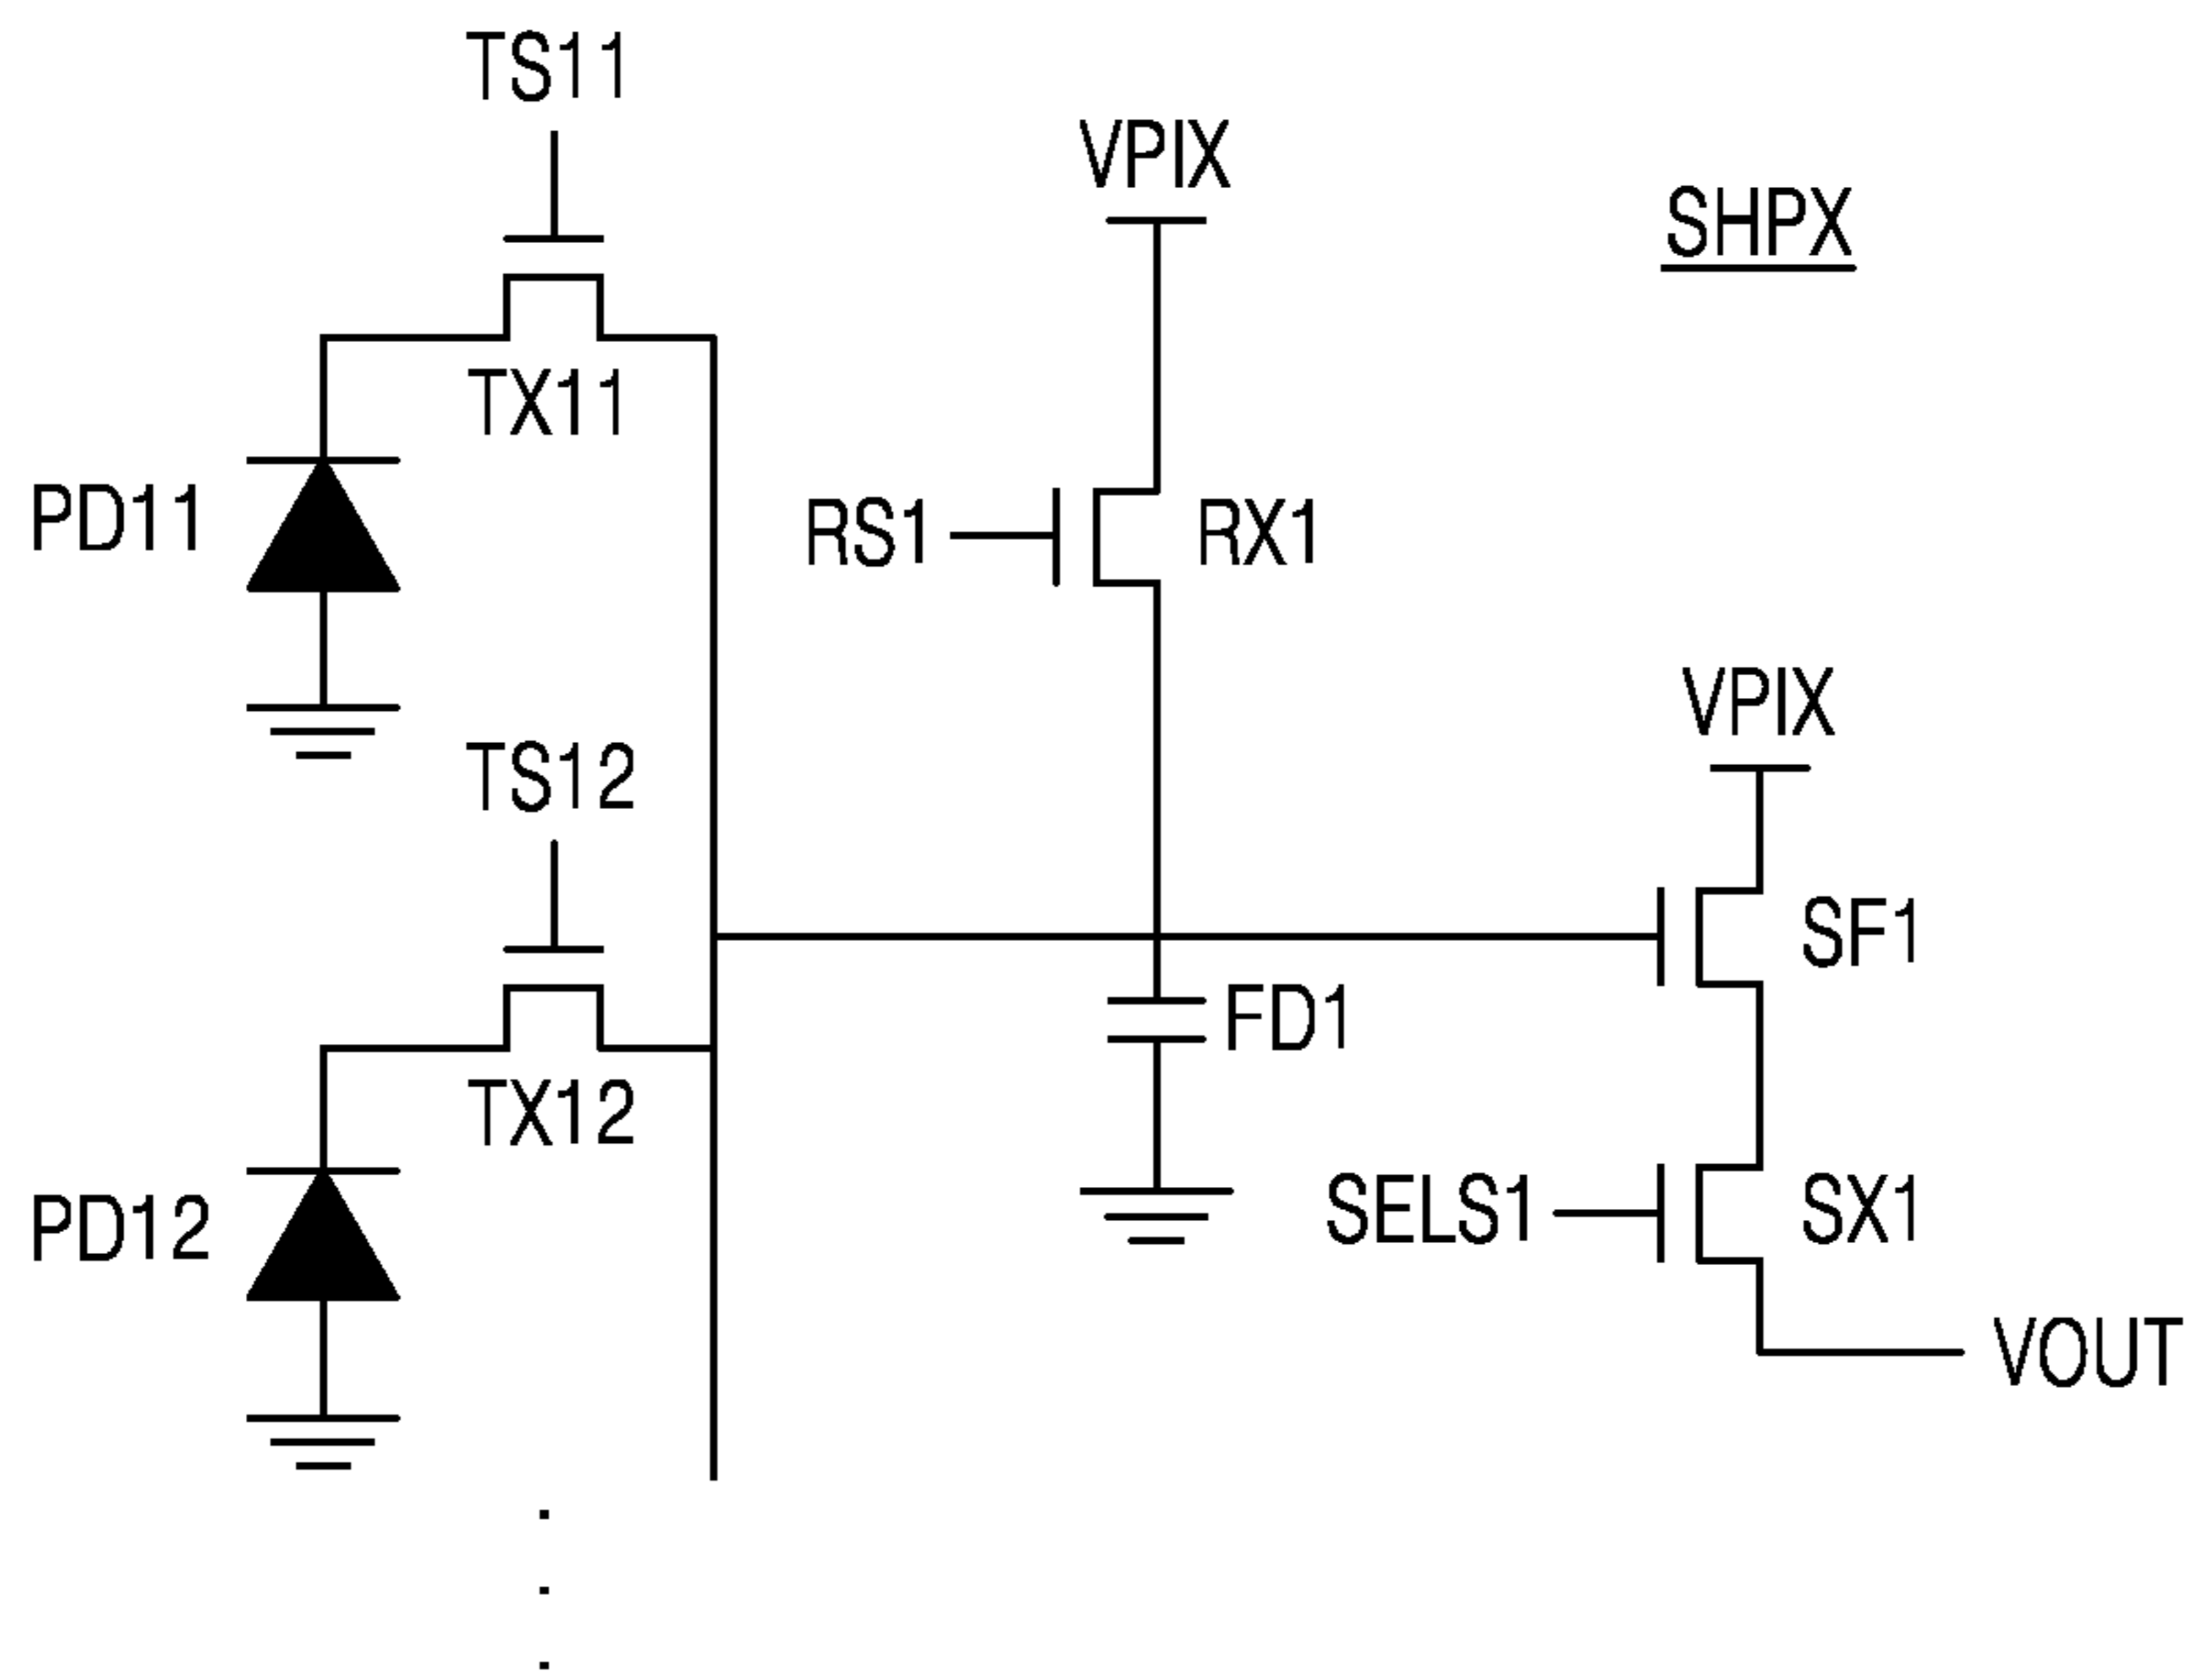 TS11
VPIX
SHPX
TX11
PD11
RS1
RX1
VPIX
TS12
SF1
FD1
TX12
PD12
SELS1
SX1
VOUT